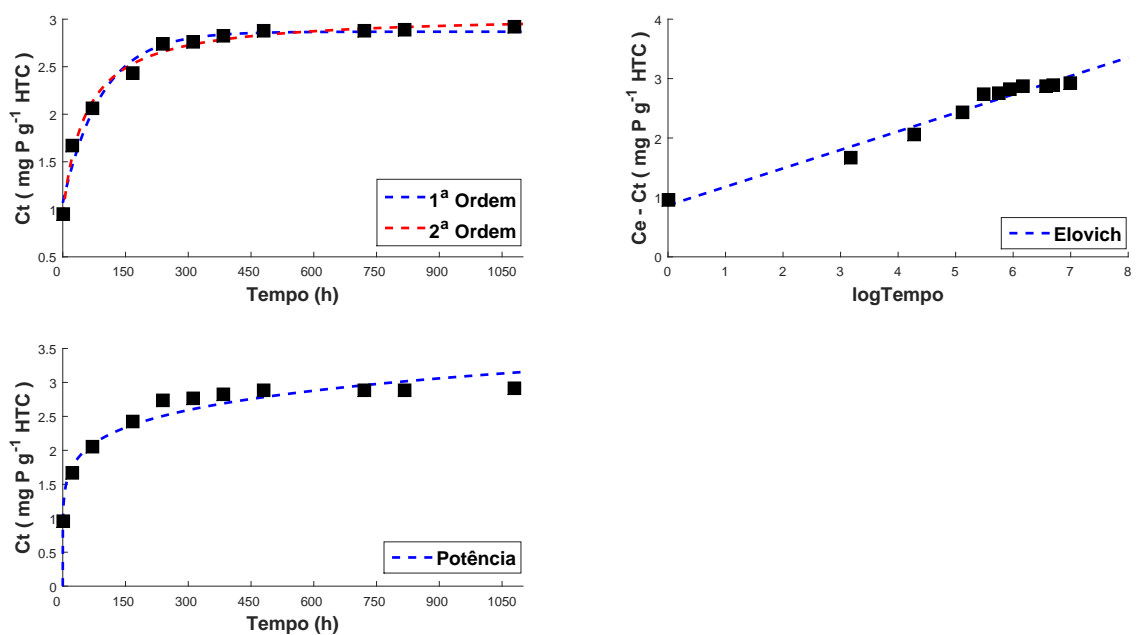 3
2.5
2
1.5
1
0.5
0 150 300 450 600 750 900 1050
Ct ( mg P g-1 HTC )
Tempo (h)
1a Ordem
2a Ordem
4
3
2
1
0
0 1 2 3 4 5 6 7 8
Ce - Ct ( mg P g-1 HTC )
logTempo
Elovich
3.5
3
2.5
2
1.5
1
0.5
0
0 150 300 450 600 750 900 1050
Ct ( mg P g-1 HTC )
Tempo (h)
Potência